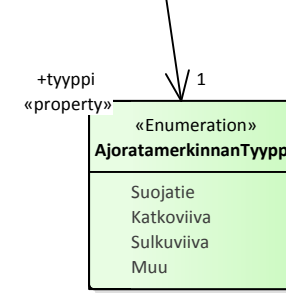 +tyyppi 1
«property»
«Enumeration»
AjoratamerkinnanTyypp
Suojatie
Katkoviiva
Sulkuviiva
Muu